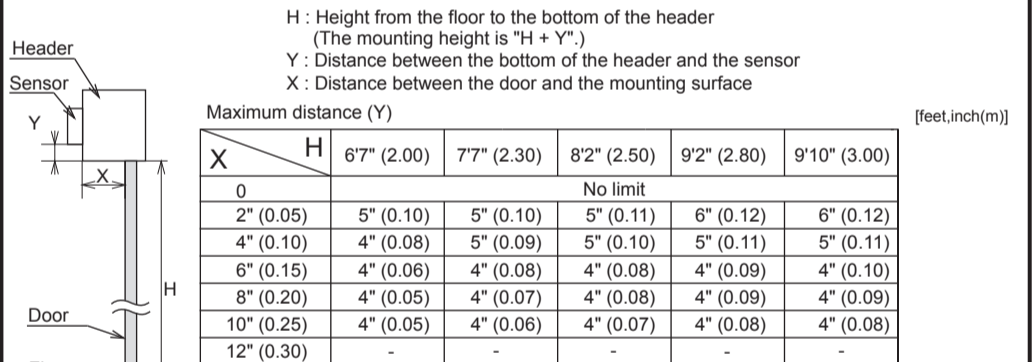 H : Height from the floor to the bottom of the header
(The mounting height is "H + Y".)
Y : Distance between the bottom of the header and the sensor
X : Distance between the door and the mounting surface
Header
Sensor
Y
X
H
Door
Maximum distance (Y)
[feet,inch(m)]
X H 6'7" (2.00) 7'7" (2.30) 8'2" (2.50) 9'2" (2.80) 9'10" (3.00)
0 No limit
2" (0.05) 5" (0.10) 5" (0.10) 5" (0.11) 6" (0.12) 6" (0.12)
4" (0.10) 4" (0.08) 5" (0.09) 5" (0.10) 5" (0.11) 5" (0.11)
6" (0.15) 4" (0.06) 4" (0.08) 4" (0.08) 4" (0.09) 4" (0.10)
8" (0.20) 4" (0.05) 4" (0.07) 4" (0.08) 4" (0.09) 4" (0.09)
10" (0.25) 4" (0.05) 4" (0.06) 4" (0.07) 4" (0.08) 4" (0.08)
12" (0.30) - - - - -